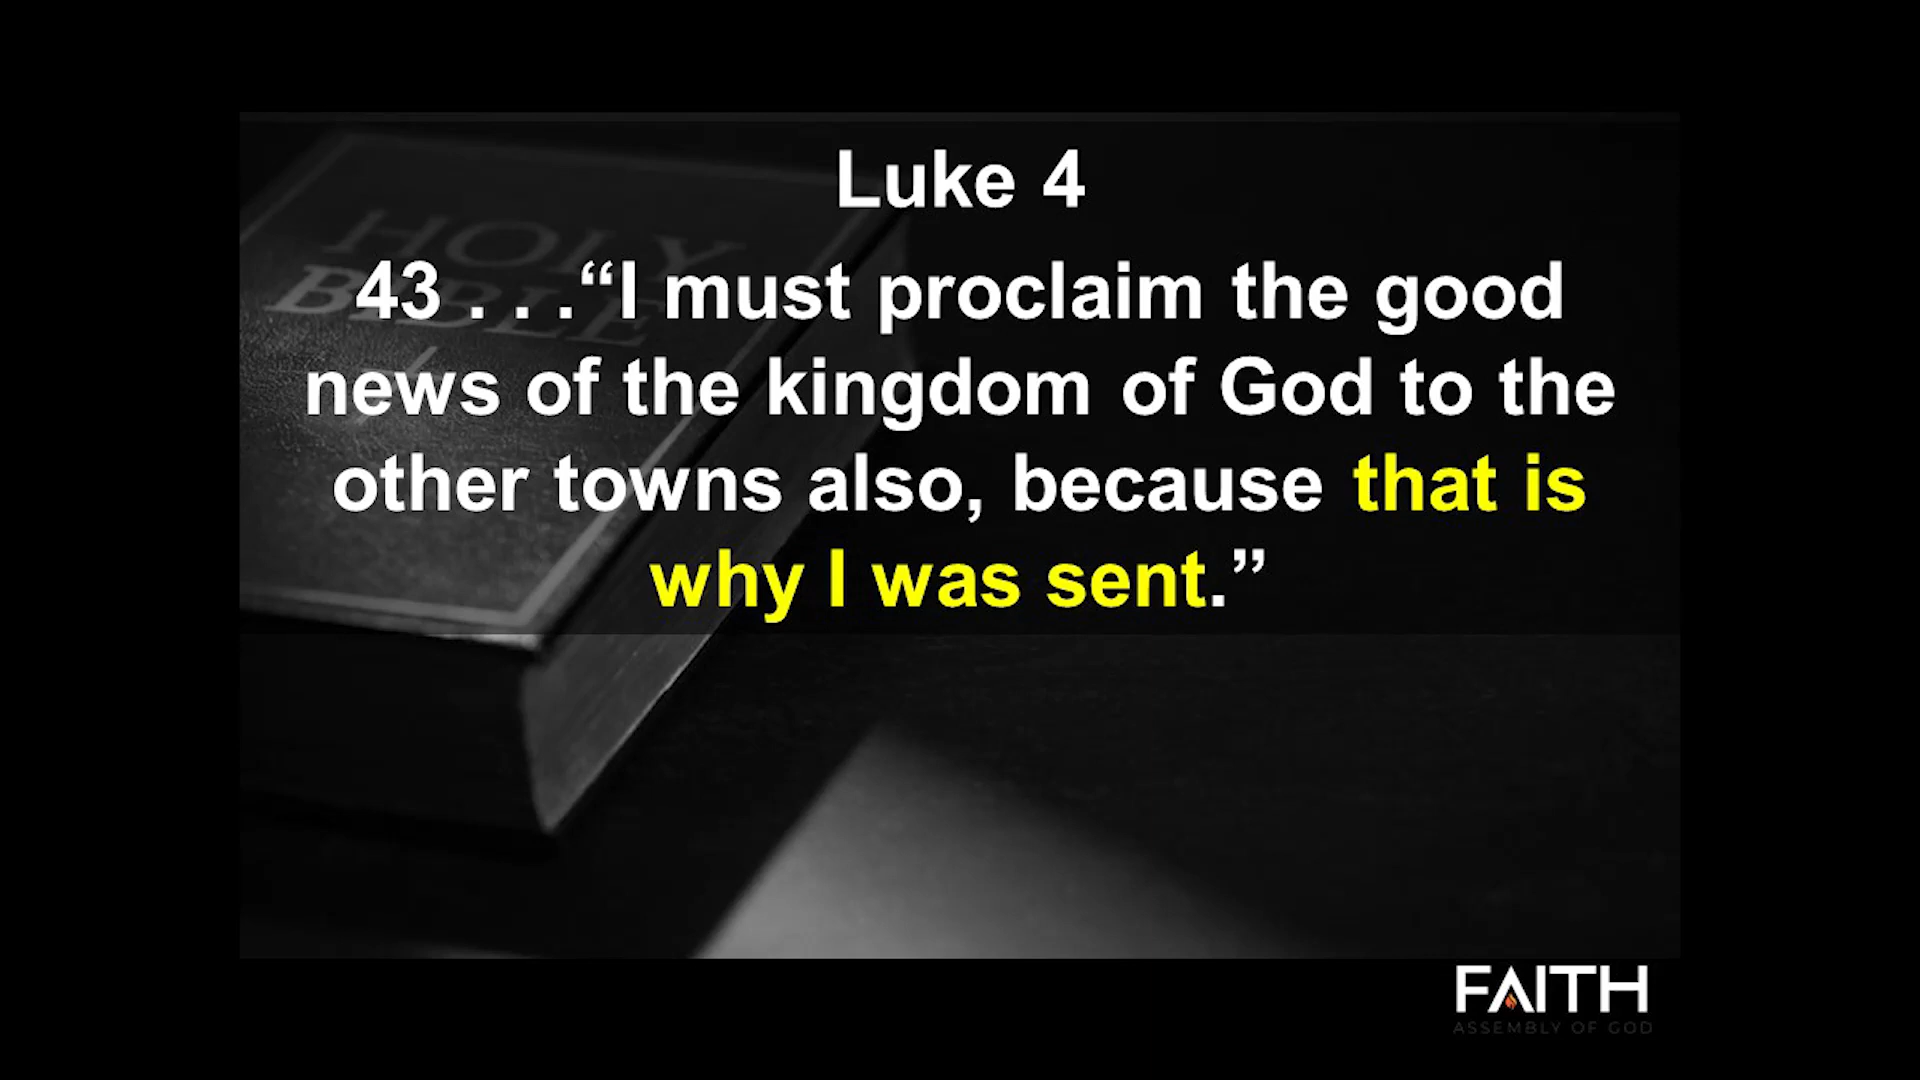 Luke 4
HOLY
BIBLE
43 . . .“I must proclaim the good
news of the kingdom of God to the
other towns also, because that is
why I was sent.”
FAITH
ASSEMBLY OF GOD